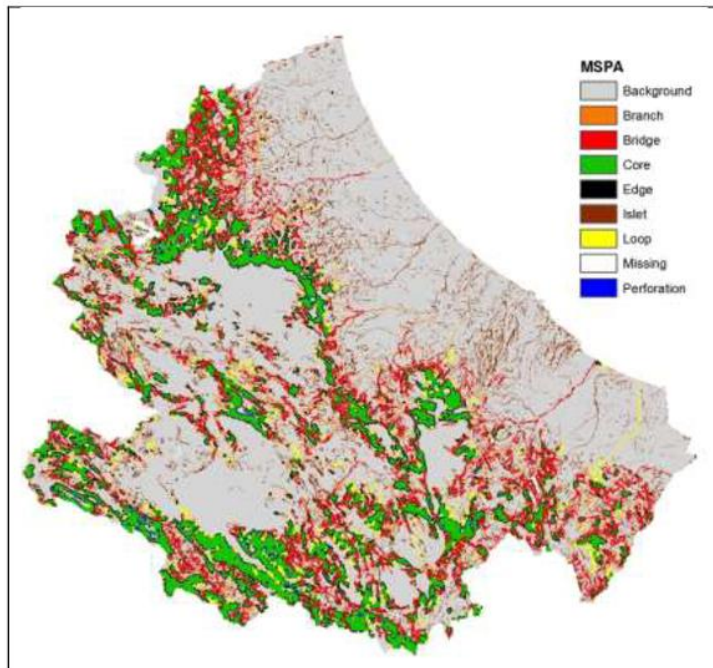 MSPA
Background
Branch
Bridge
Core
Edge
Islet
Loop
Missing
Perforation